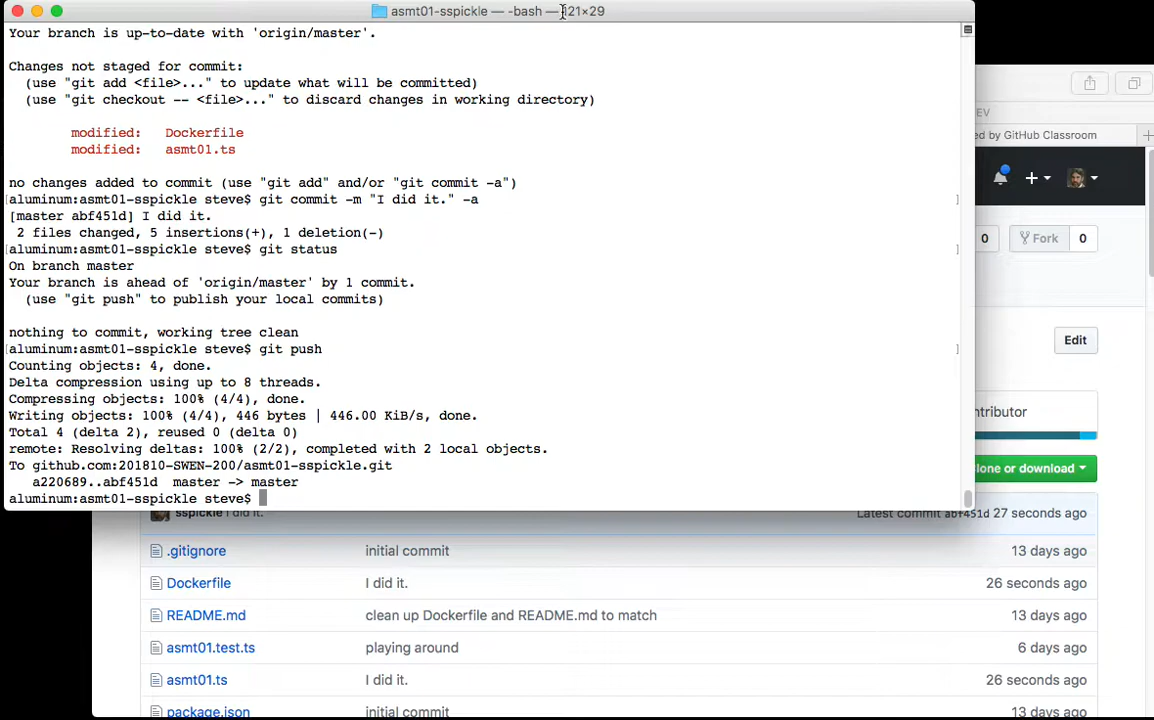 asmt01-sspickle — -bash — 121×29
Your branch is up-to-date with 'origin/master'.
Changes not staged for commit:
(use "git add <file>..." to update what will be committed)
(use "git checkout -- <file>..." to discard changes in working directory)
modified:   Dockerfile
modified:   asmt01.ts
no changes added to commit (use "git add" and/or "git commit -a")
[aluminum:asmt01-sspickle steve$ git commit -m "I did it." -a ]
[master abf451d] I did it.
2 files changed, 5 insertions(+), 1 deletion(-)
[aluminum:asmt01-sspickle steve$ git status ]
On branch master
Your branch is ahead of 'origin/master' by 1 commit.
(use "git push" to publish your local commits)
nothing to commit, working tree clean
[aluminum:asmt01-sspickle steve$ git push ]
Counting objects: 4, done.
Delta compression using up to 8 threads.
Compressing objects: 100% (4/4), done.
Writing objects: 100% (4/4), 446 bytes | 446.00 KiB/s, done.
Total 4 (delta 2), reused 0 (delta 0)
remote: Resolving deltas: 100% (2/2), completed with 2 local objects.
To github.com:201810-SWEN-200/asmt01-sspickle.git
a220689..abf451d  master -> master
aluminum:asmt01-sspickle steve$
EV
ed by GitHub Classroom
0 Fork 0
Edit
ntributor
lone or download
sspickle I did it. Latest commit abf451d 27 seconds ago
.gitignore initial commit 13 days ago
Dockerfile I did it. 26 seconds ago
README.md clean up Dockerfile and README.md to match 13 days ago
asmt01.test.ts playing around 6 days ago
asmt01.ts I did it. 26 seconds ago
package.json initial commit 13 days ago